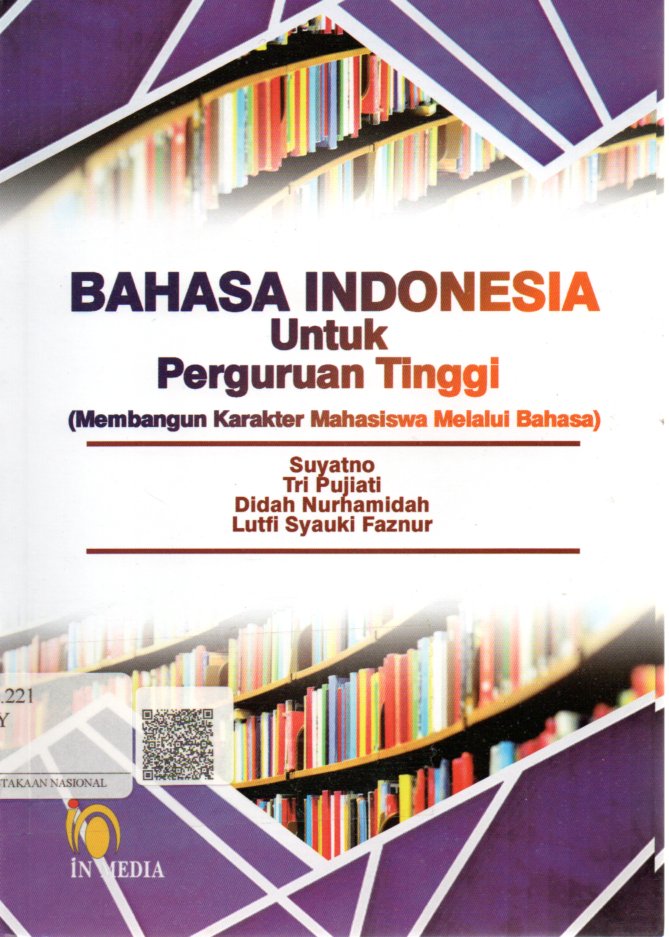 BAHASA INDONESIA
Untuk
Perguruan Tinggi
(Membangun Karakter Mahasiswa Melalui Bahasa)
Suyatno
Tri Pujiati
Didah Nurhamidah
Lutfi Syauki Faznur
.221
Y
TAKAAN NASIONAL
iN MEDIA